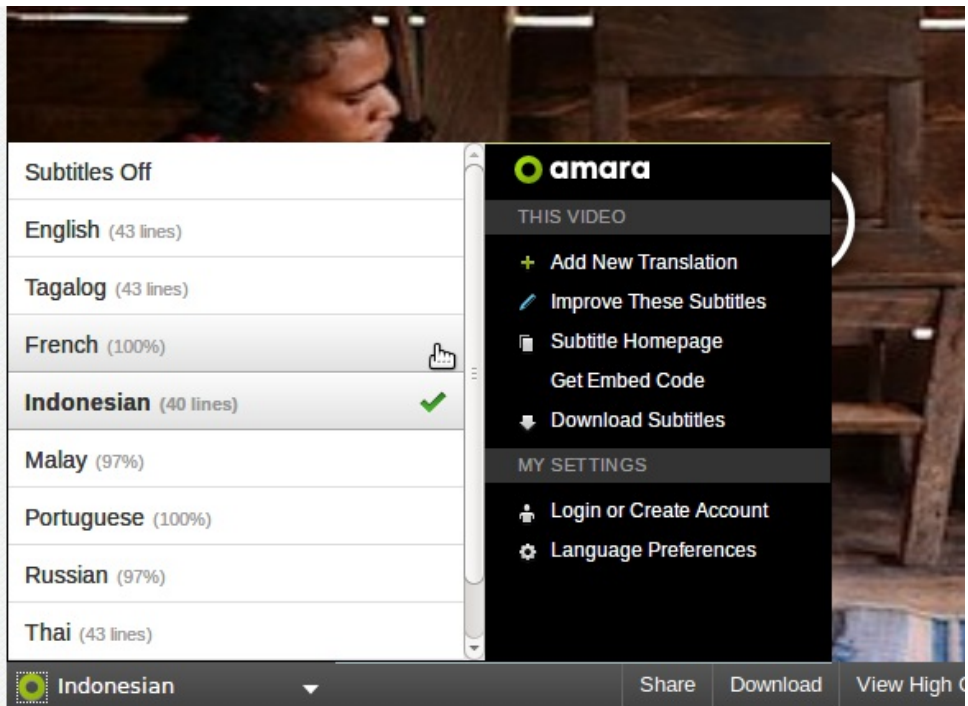 Subtitles Off
English (43 lines)
Tagalog (43 lines)
French (100%)
Indonesian (40 lines)
Malay (97%)
Portuguese (100%)
Russian (97%)
Thai (43 lines)
amara
THIS VIDEO
Add New Translation
Improve These Subtitles
Subtitle Homepage
Get Embed Code
Download Subtitles
MY SETTINGS
Login or Create Account
Language Preferences
Indonesian
Share
Download
View High